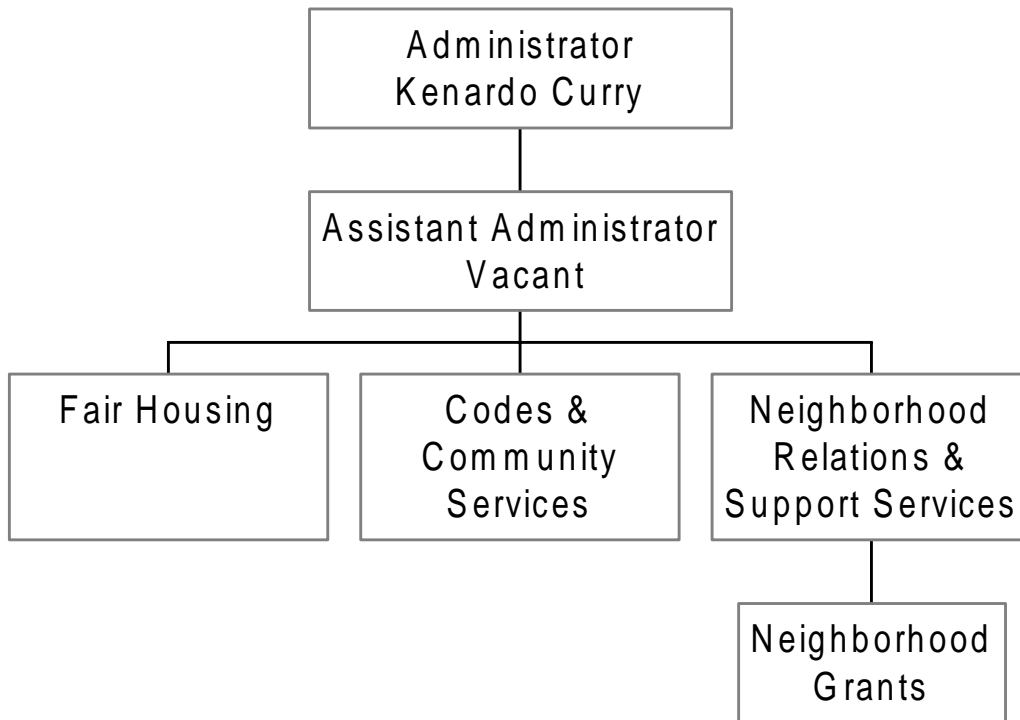 Administrator
Kenardo Curry
Assistant Administrator
Vacant
Fair Housing
Codes &
Community
Services
Neighborhood
Relations &
Support Services
Neighborhood
Grants